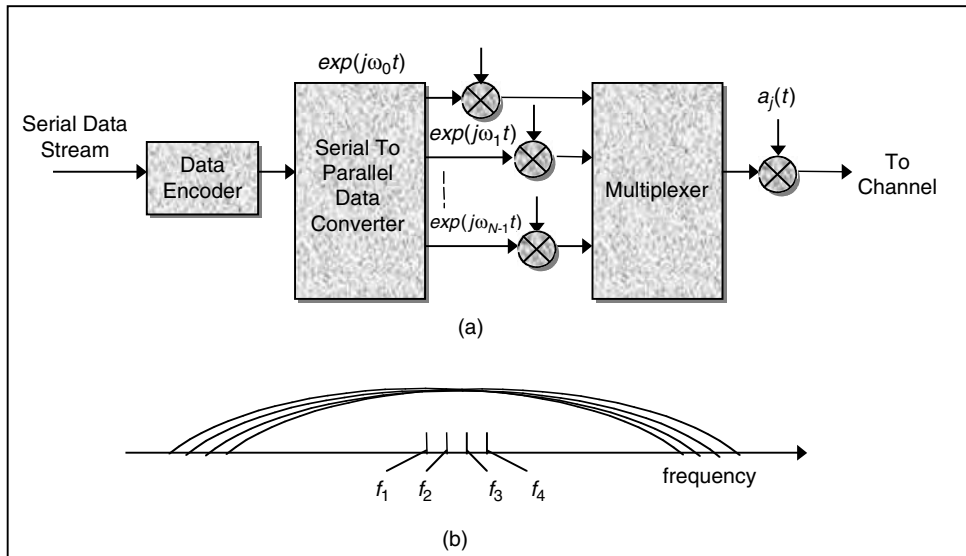 exp(jω0t)
aj(t)
Serial Data
Stream
Data
Encoder
Serial To
Parallel
Data
Converter
exp(jω1t)
exp(jωN-1t)
Multiplexer
To
Channel
(a)
frequency
f1 f2 f3 f4
(b)